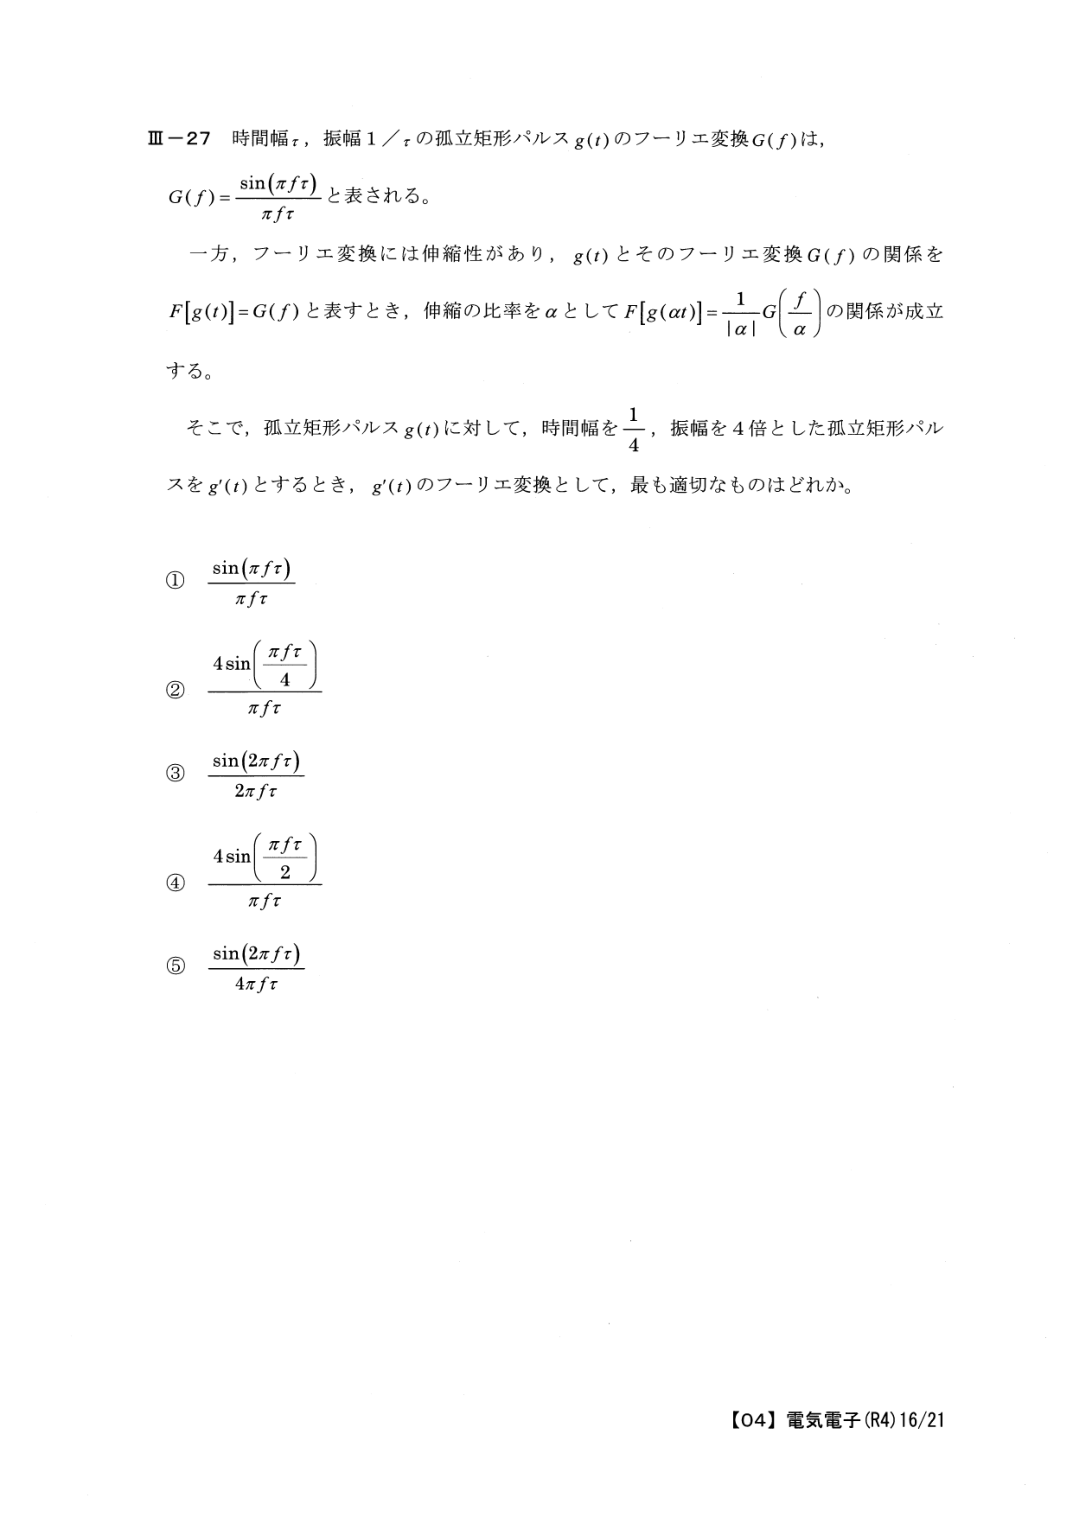 Ⅲ－27　時間幅τ，振幅１／τの孤立矩形パルスg(t)のフーリエ変換G(f)は，
G(f)=sin(πfτ)/πfτ と表される。
一方，フーリエ変換には伸縮性があり，g(t)とそのフーリエ変換G(f)の関係を
F[g(t)]=G(f)と表すとき，伸縮の比率をαとしてF[g(αt)]=1/|α| G(f/α)の関係が成立
する。
そこで，孤立矩形パルスg(t)に対して，時間幅を1/4，振幅を４倍とした孤立矩形パル
スをg′(t)とするとき，g′(t)のフーリエ変換として，最も適切なものはどれか。
① sin(πfτ)/πfτ
② 4sin(πfτ/4)/πfτ
③ sin(2πfτ)/2πfτ
④ 4sin(πfτ/2)/πfτ
⑤ sin(2πfτ)/4πfτ
【04】電気電子(R4)16/21